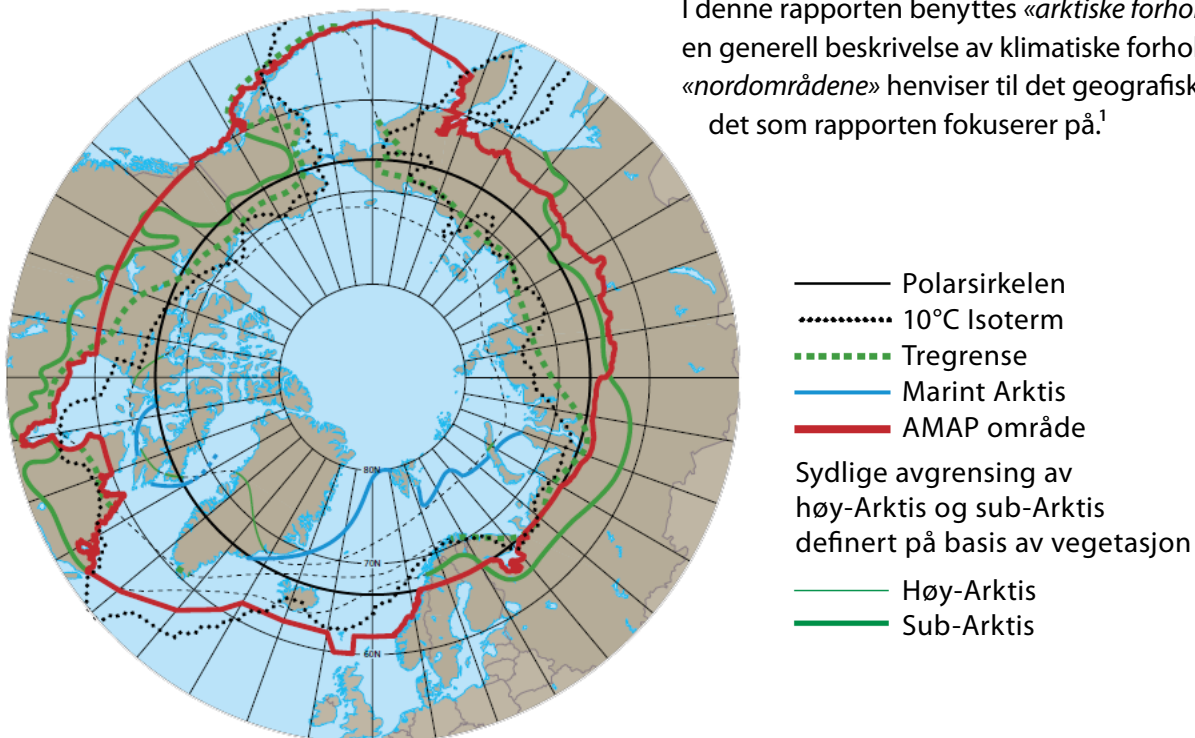 I denne rapporten benyttes «arktiske
en generell beskrivelse av klimatiske
«nordområdene» henviser til det
det som rapporten fokuserer på.¹
Polarsirkelen
10°C Isoterm
Tregrense
Marint Arktis
AMAP område
Sydlige avgrensing av
høy-Arktis og sub-Arktis
definert på basis av vegetasjon
Høy-Arktis
Sub-Arktis
80N
70N
60N